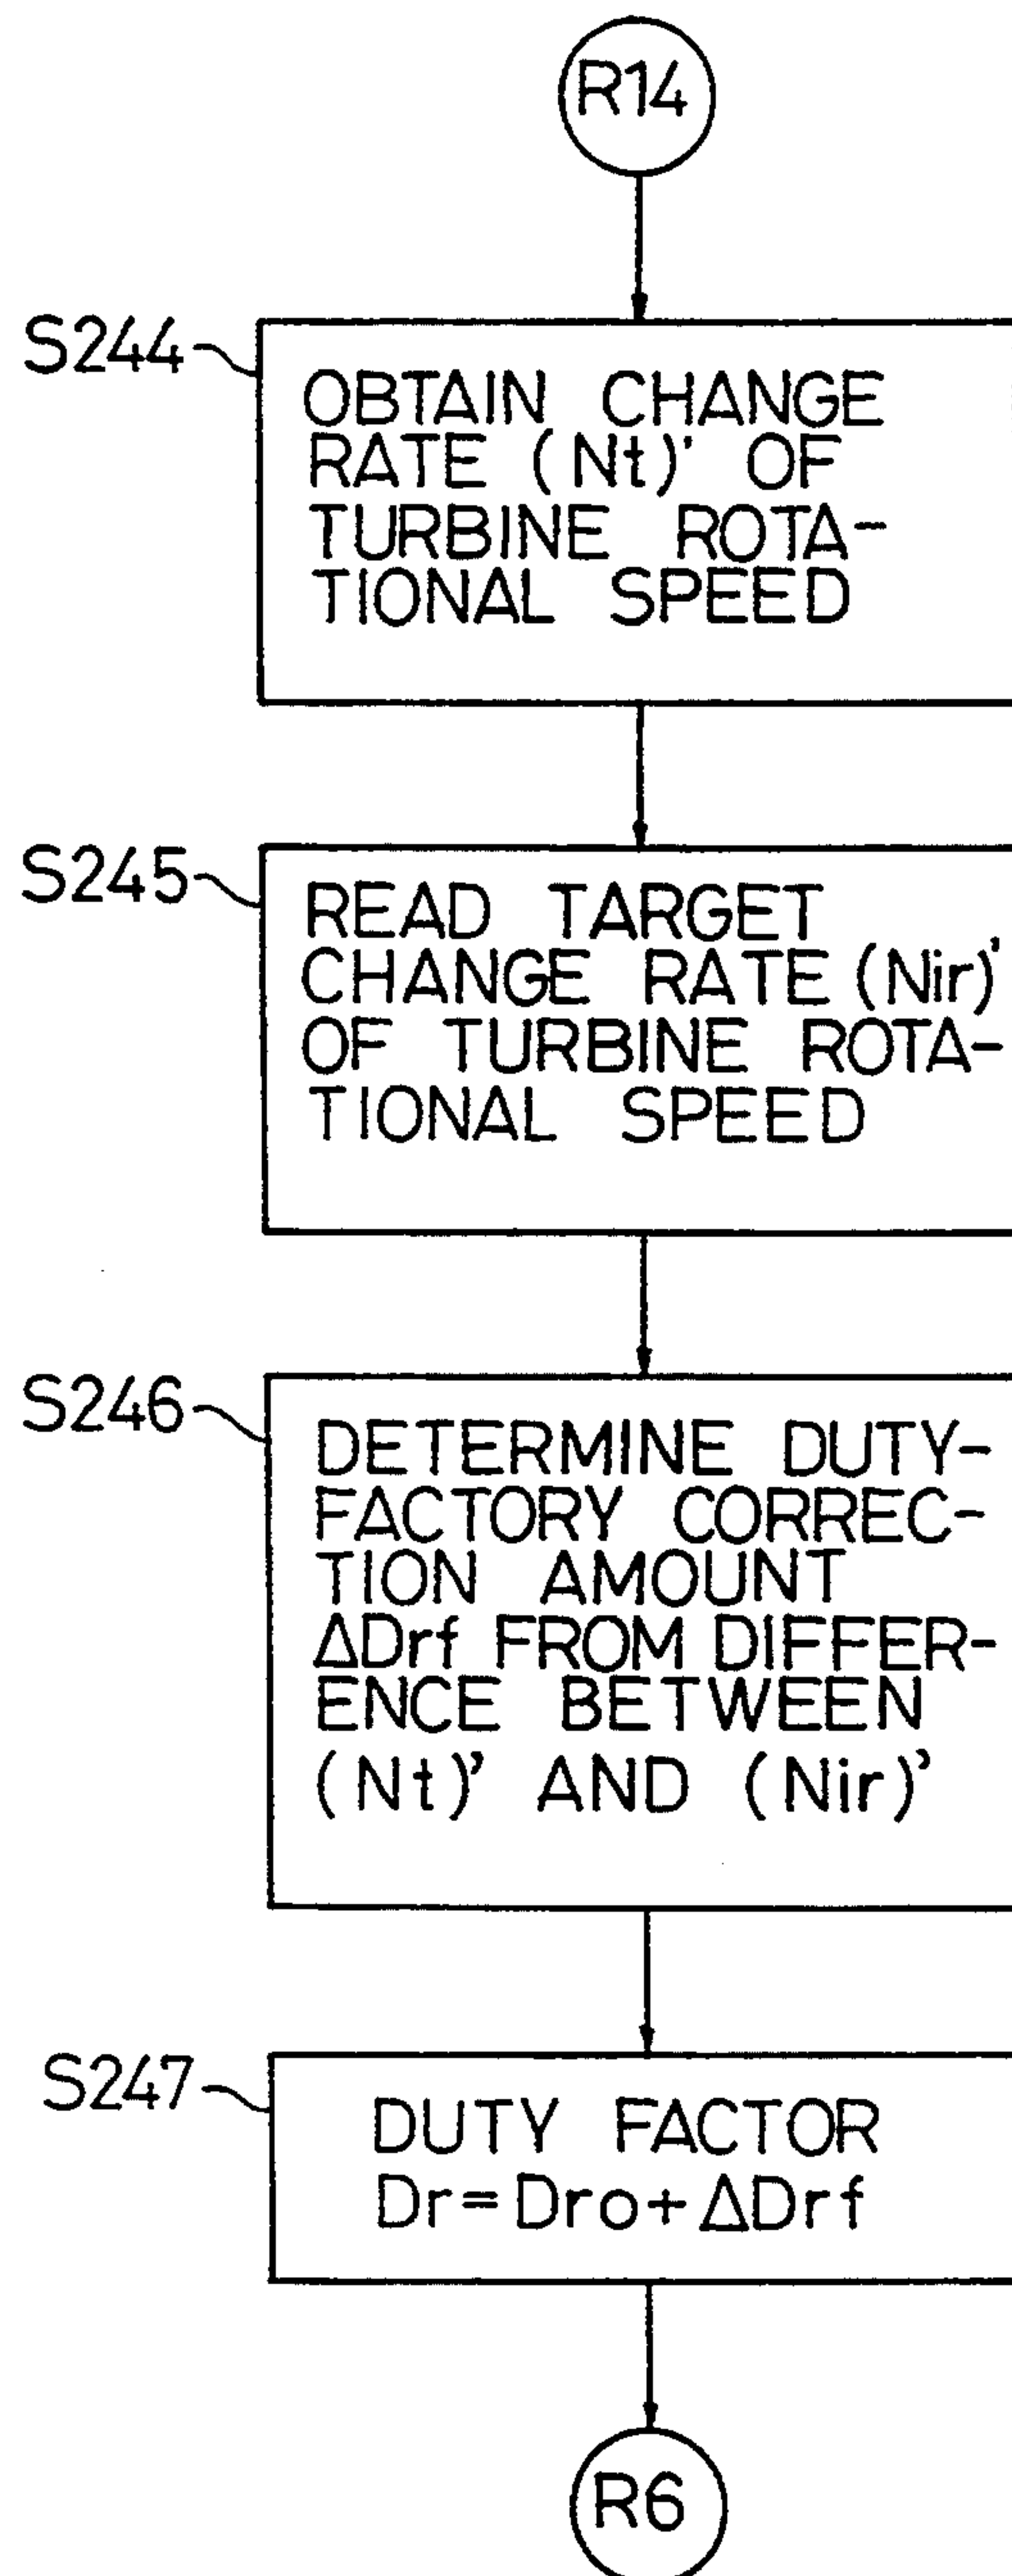 R14
S244
OBTAIN CHANGE
RATE (Nt)' OF
TURBINE ROTA-
TIONAL SPEED
S245
READ TARGET
CHANGE RATE (Nir)'
OF TURBINE ROTA-
TIONAL SPEED
S246
DETERMINE DUTY-
FACTORY CORREC-
TION AMOUNT
ΔDrf FROM DIFFER-
ENCE BETWEEN
(Nt)' AND (Nir)'
S247
DUTY FACTOR
Dr=Dro+ΔDrf
R6